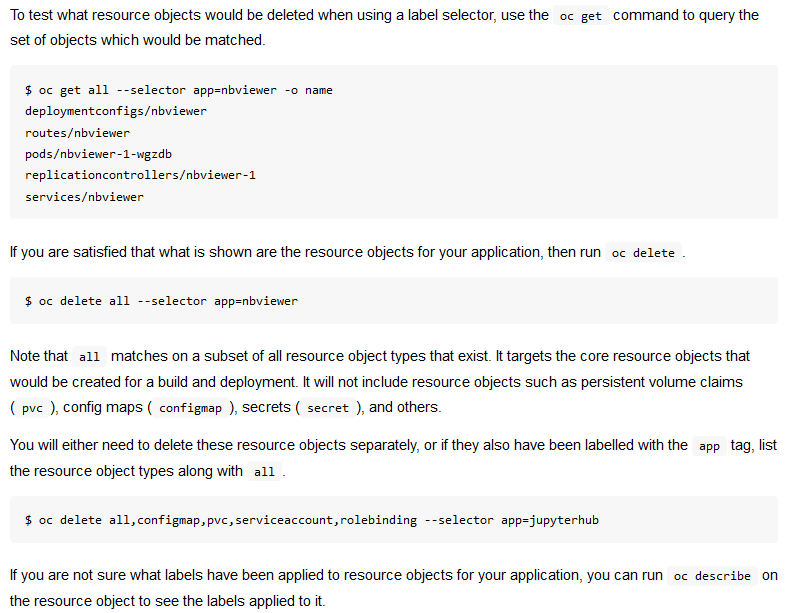 To test what resource objects would be deleted when using a label selector, use the oc get command to query the
set of objects which would be matched.
$ oc get all --selector app=nbviewer -o name
deploymentconfigs/nbviewer
routes/nbviewer
pods/nbviewer-1-wgzdb
replicationcontrollers/nbviewer-1
services/nbviewer
If you are satisfied that what is shown are the resource objects for your application, then run oc delete .
$ oc delete all --selector app=nbviewer
Note that all matches on a subset of all resource object types that exist. It targets the core resource objects that
would be created for a build and deployment. It will not include resource objects such as persistent volume claims
( pvc ), config maps ( configmap ), secrets ( secret ), and others.
You will either need to delete these resource objects separately, or if they also have been labelled with the app tag, list
the resource object types along with all .
$ oc delete all,configmap,pvc,serviceaccount,rolebinding --selector app=jupyterhub
If you are not sure what labels have been applied to resource objects for your application, you can run oc describe on
the resource object to see the labels applied to it.